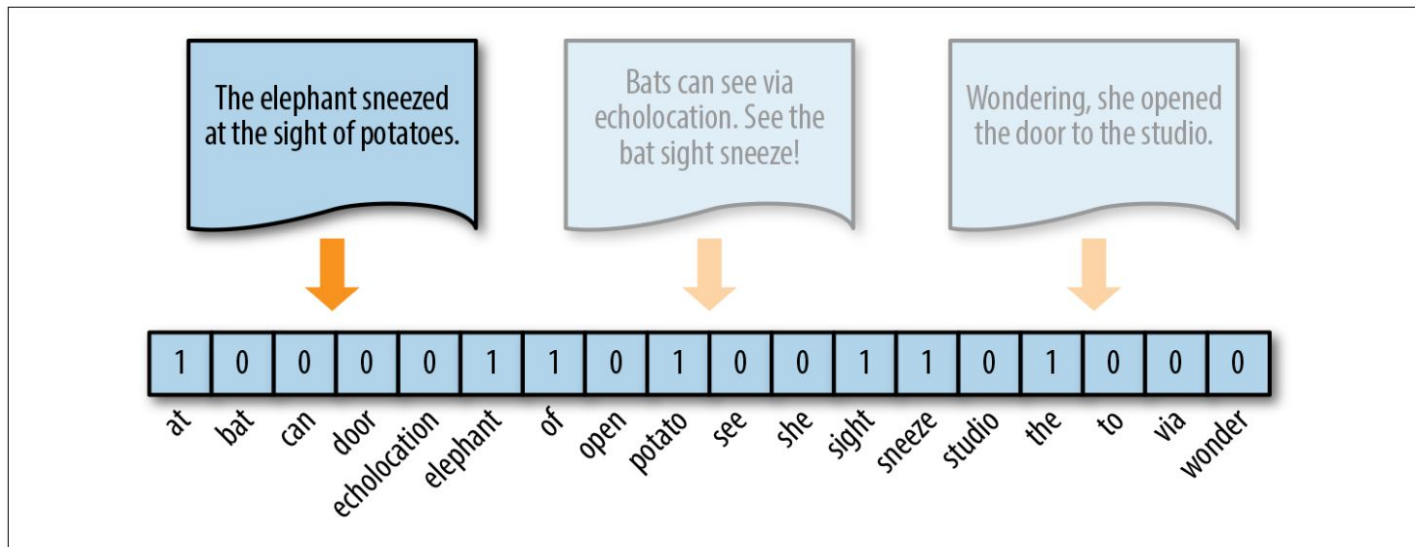 The elephant sneezed
at the sight of potatoes.
Bats can see via
echolocation. See the
bat sight sneeze!
Wondering, she opened
the door to the studio.
1 0 0 0 0 1 1 0 1 0 0 1 1 0 1 0 0 0
at bat can door echolocation elephant of open potato see she sight sneeze studio the to via wonder